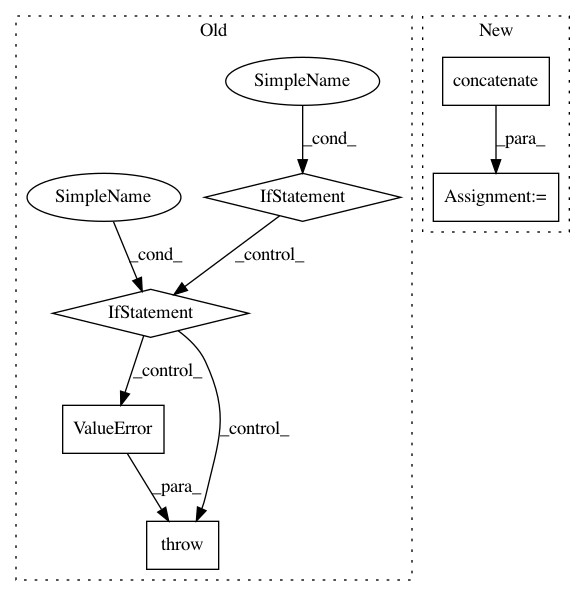 Old
New
SimpleName
concatenate
_cond_
_para_
SimpleName
IfStatement
Assignment:=
_cond_
_control_
IfStatement
_control_
ValueError
_control_
_para_
throw